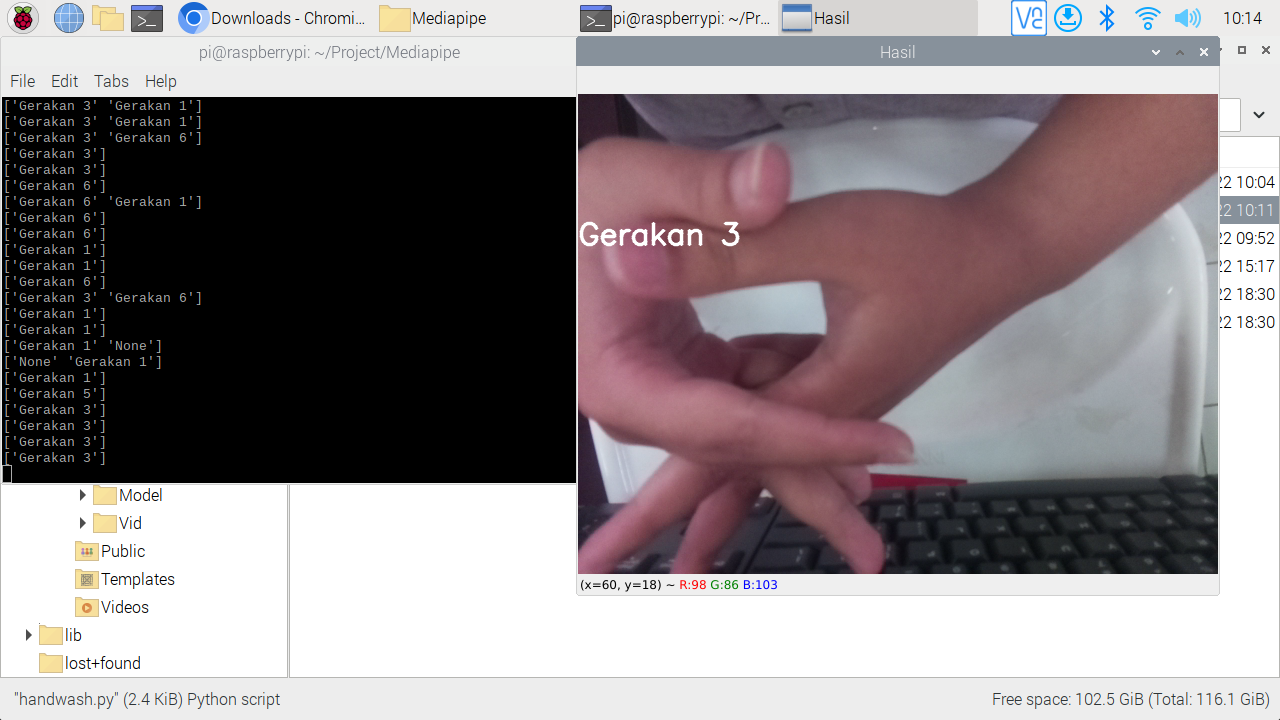 Downloads - Chromi...
Mediapipe
pi@raspberrypi: ~/Pr...
Hasil
10:14
pi@raspberrypi: ~/Project/Mediapipe
File Edit Tabs Help
['Gerakan 3' 'Gerakan 1']
['Gerakan 3' 'Gerakan 1']
['Gerakan 3' 'Gerakan 6']
['Gerakan 3']
['Gerakan 3']
['Gerakan 6']
['Gerakan 6' 'Gerakan 1']
['Gerakan 6']
['Gerakan 6']
['Gerakan 1']
['Gerakan 1']
['Gerakan 6']
['Gerakan 3' 'Gerakan 6']
['Gerakan 1']
['Gerakan 1']
['Gerakan 1' 'None']
['None' 'Gerakan 1']
['Gerakan 1']
['Gerakan 5']
['Gerakan 3']
['Gerakan 3']
['Gerakan 3']
['Gerakan 3']
Hasil
Gerakan 3
(x=60, y=18) ~ R:98 G:86 B:103
22 10:04
22 10:11
22 09:52
22 15:17
22 18:30
22 18:30
Model
Vid
Public
Templates
Videos
lib
lost+found
"handwash.py" (2.4 KiB) Python script
Free space: 102.5 GiB (Total: 116.1 GiB)